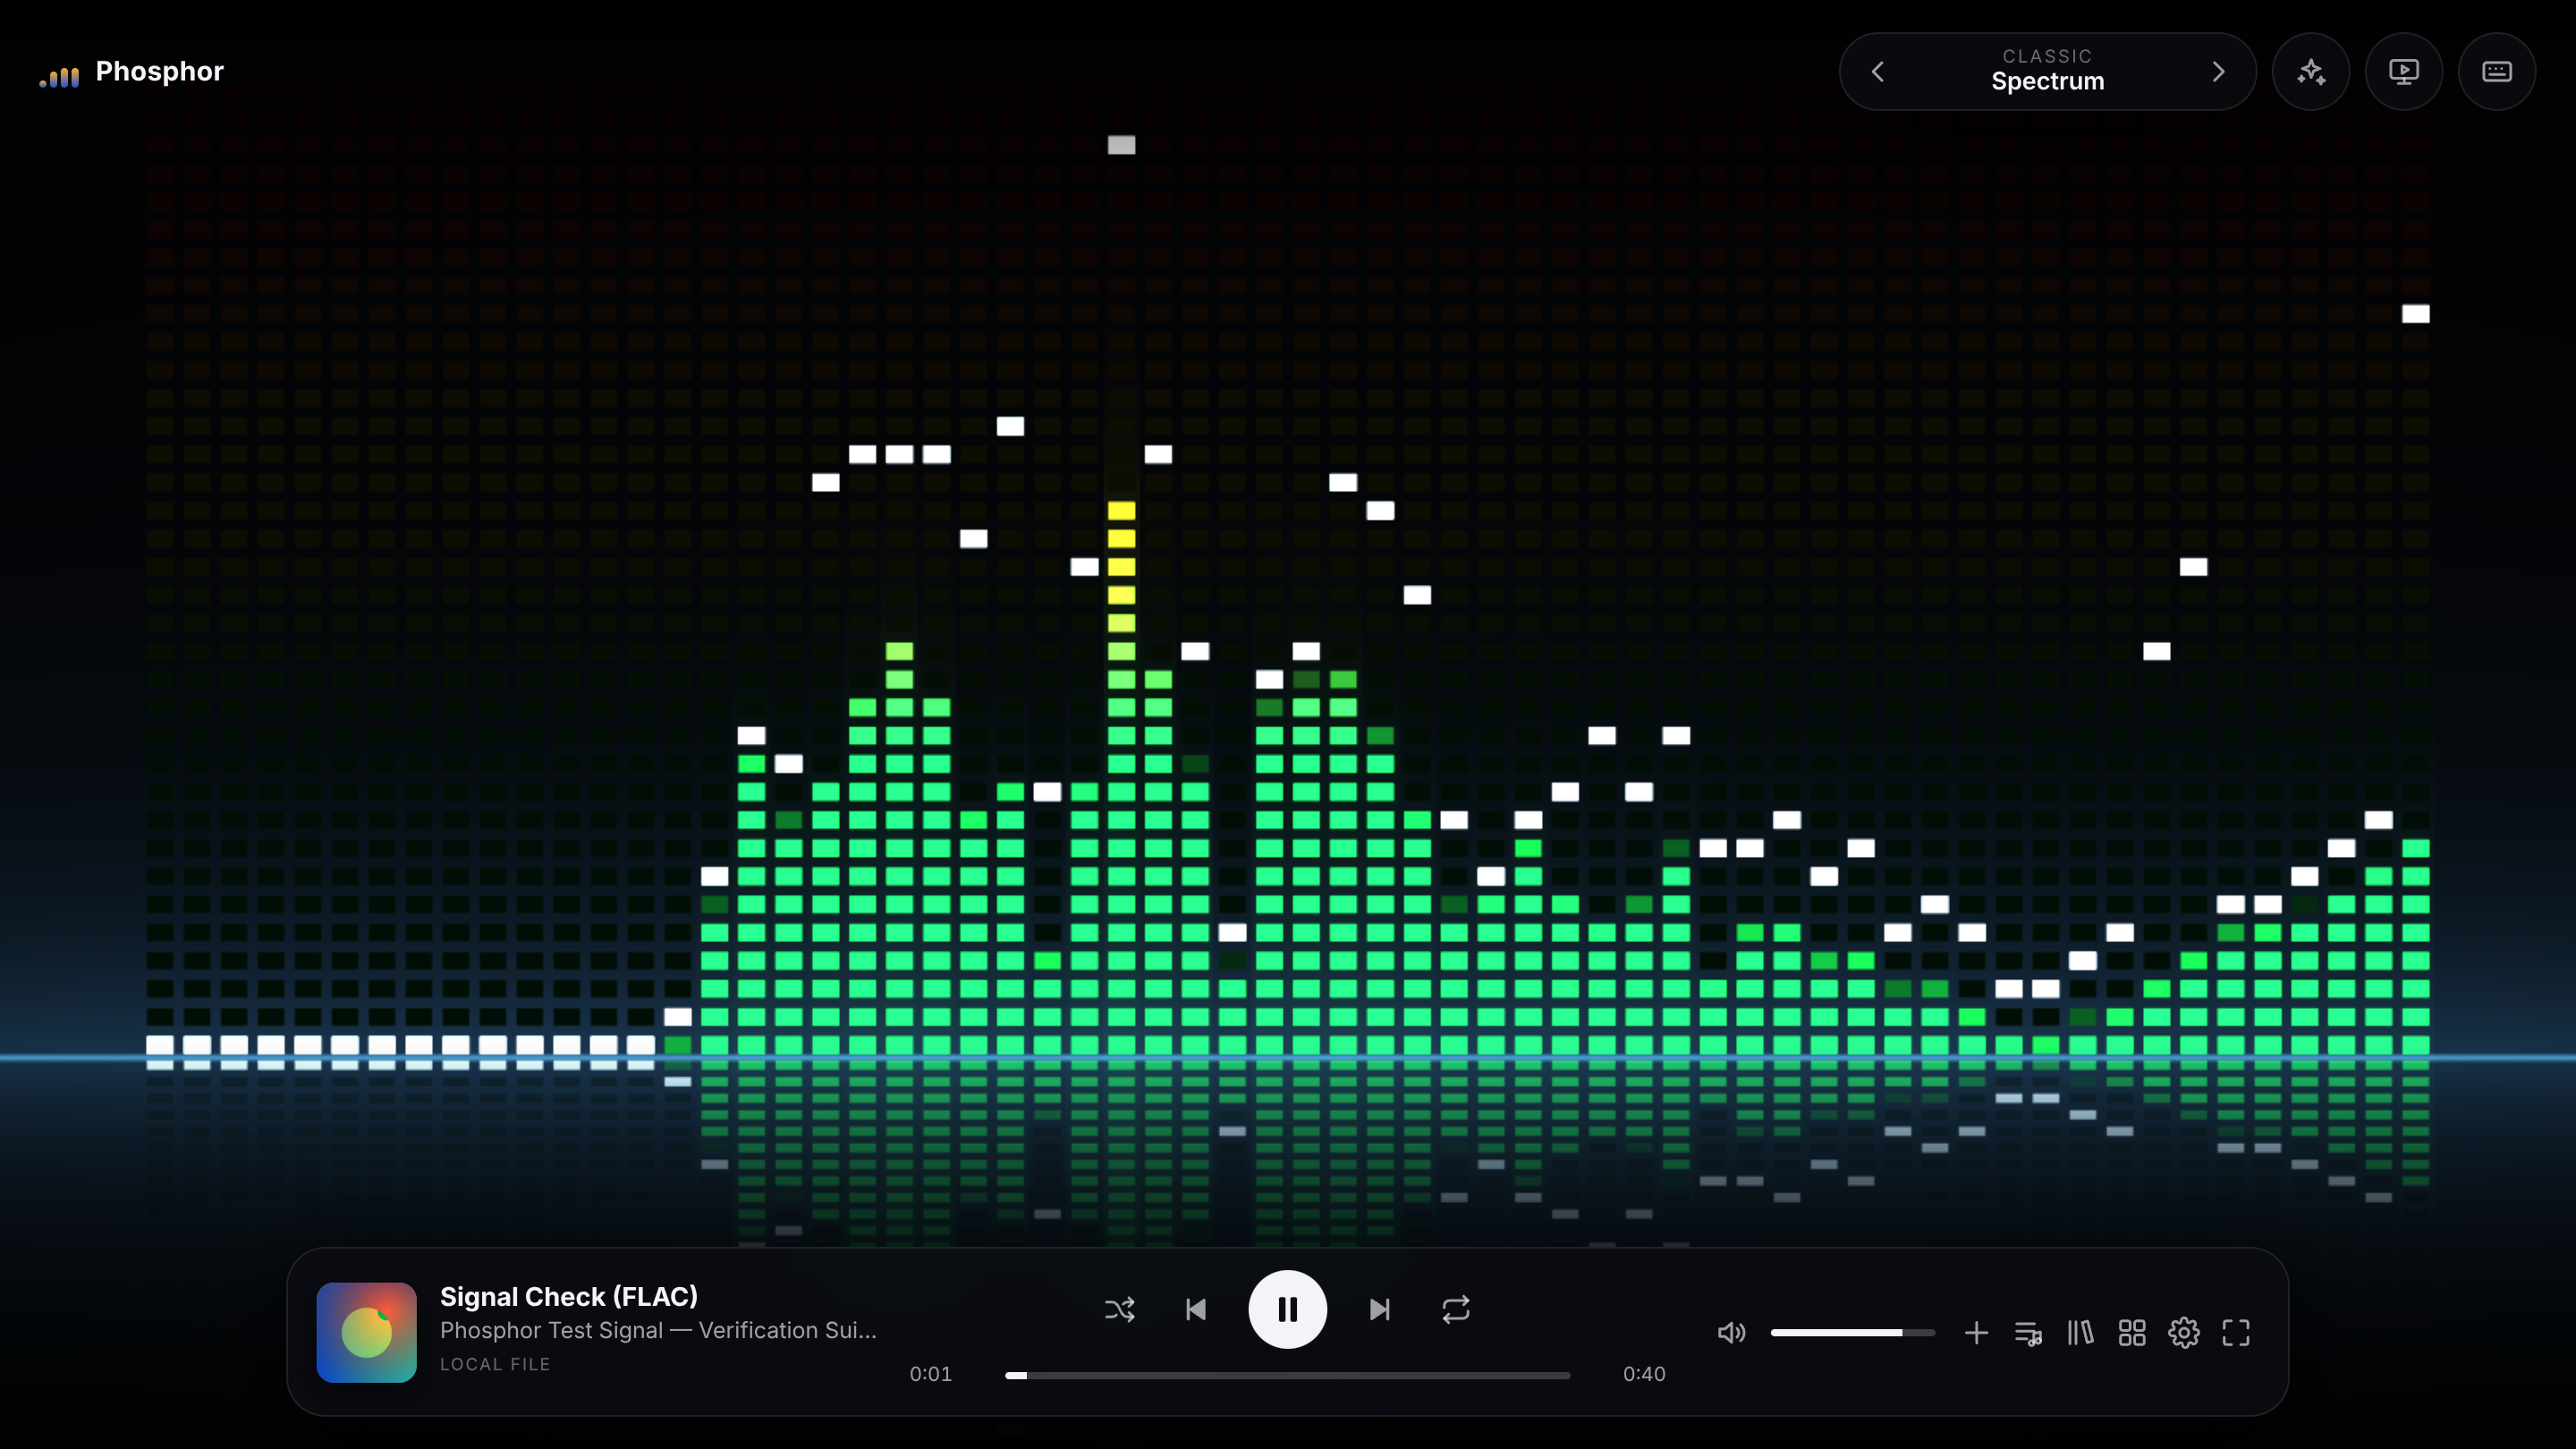 Phosphor
CLASSIC
Spectrum
Signal Check (FLAC)
Phosphor Test Signal — Verification Sui...
LOCAL FILE
0:01
0:40